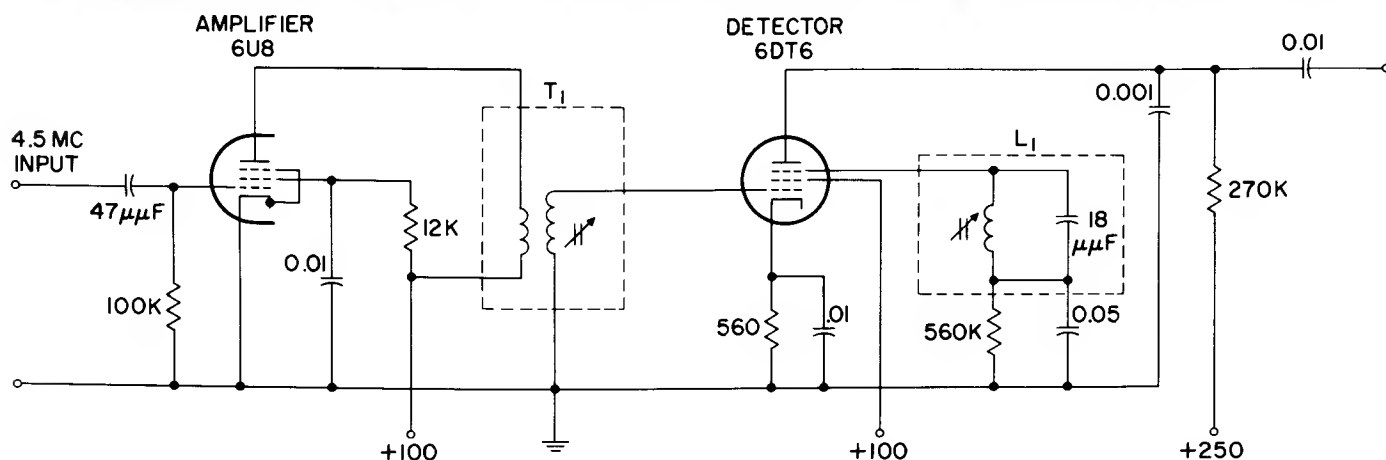 AMPLIFIER
6U8
DETECTOR
6DT6
0.01
T1
0.001
4.5 MC
INPUT
L1
47μμF
12K
270K
18
μμF
0.01
100K
560
.01
560K
0.05
+100
+100
+250